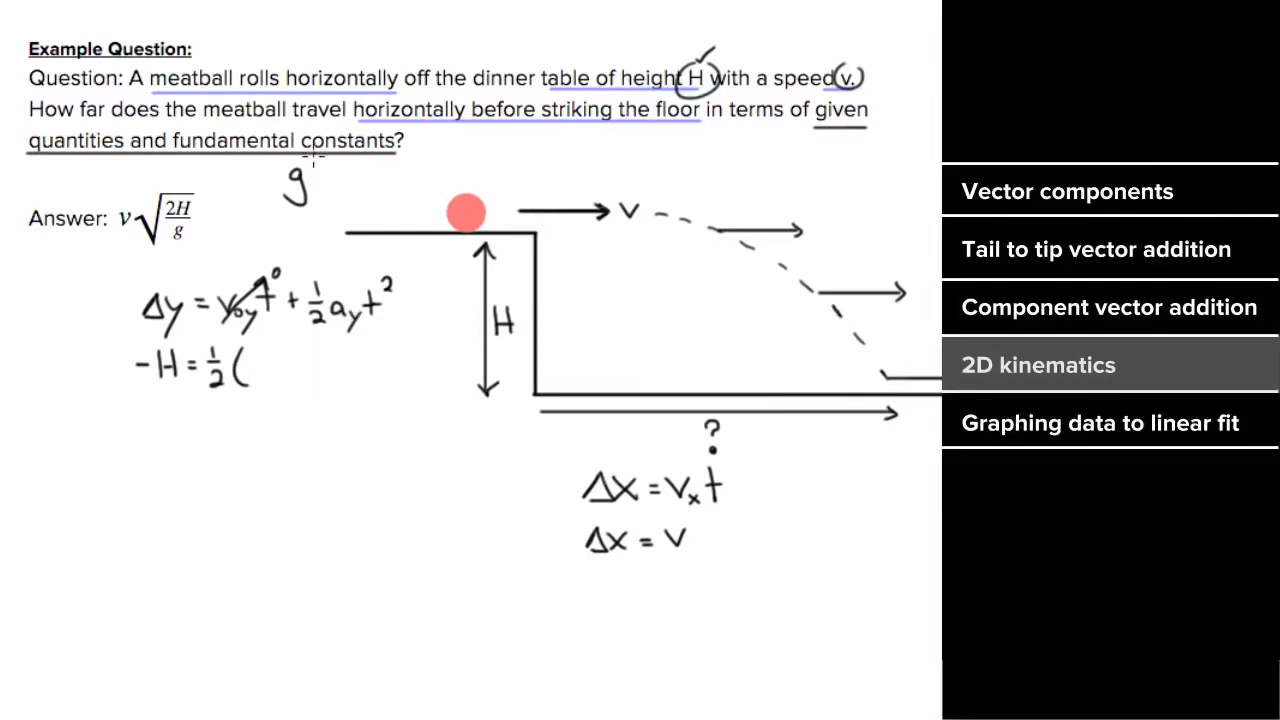 Example Question:
Question: A meatball rolls horizontally off the dinner table of height H with a speed v.
How far does the meatball travel horizontally before striking the floor in terms of given
quantities and fundamental constants?
g
Answer: v√(2H/g)
v
Δy = v₀yt⁰ + ½ayt²
-H = ½(
H
?
Δx = vₓt
Δx = v
Vector components
Tail to tip vector addition
Component vector addition
2D kinematics
Graphing data to linear fit